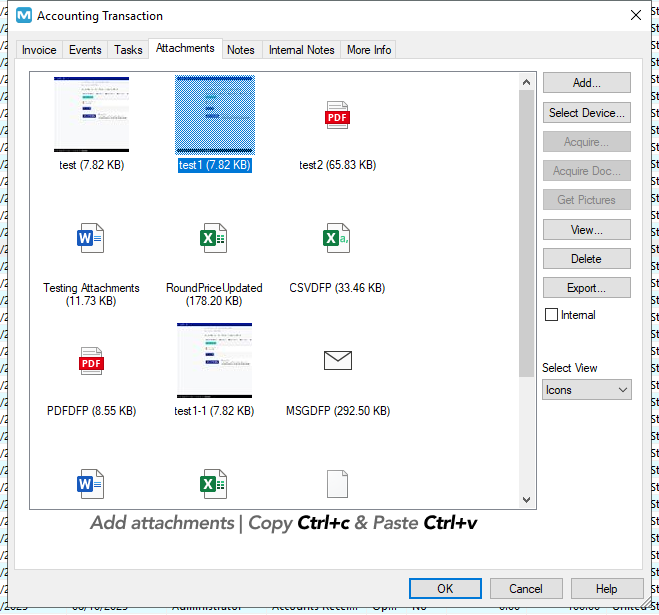 Accounting Transaction
Invoice Events Tasks Attachments Notes Internal Notes More Info
test (7.82 KB) test1 (7.82 KB) test2 (65.83 KB)
PDF
Testing Attachments (11.73 KB)
RoundPriceUpdated (178.20 KB)
CSVDFP (33.46 KB)
PDF
PDFDFP (8.55 KB) test1-1 (7.82 KB) MSGDFP (292.50 KB)
Add...
Select Device...
Acquire...
Acquire Doc...
Get Pictures
View...
Delete
Export...
Internal
Select View
Icons
Add attachments | Copy Ctrl+c & Paste Ctrl+v
OK Cancel Help